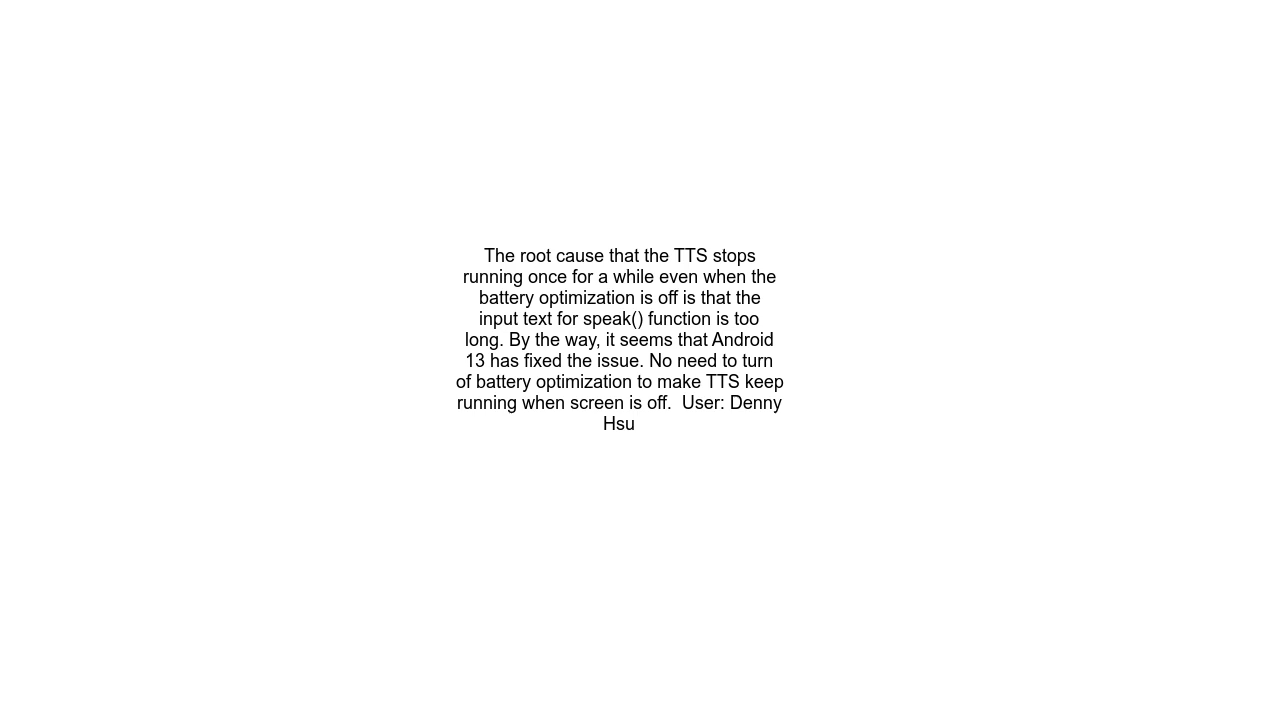 The root cause that the TTS stops
running once for a while even when the
battery optimization is off is that the
input text for speak() function is too
long. By the way, it seems that Android
13 has fixed the issue. No need to turn
of battery optimization to make TTS keep
running when screen is off.  User: Denny
Hsu